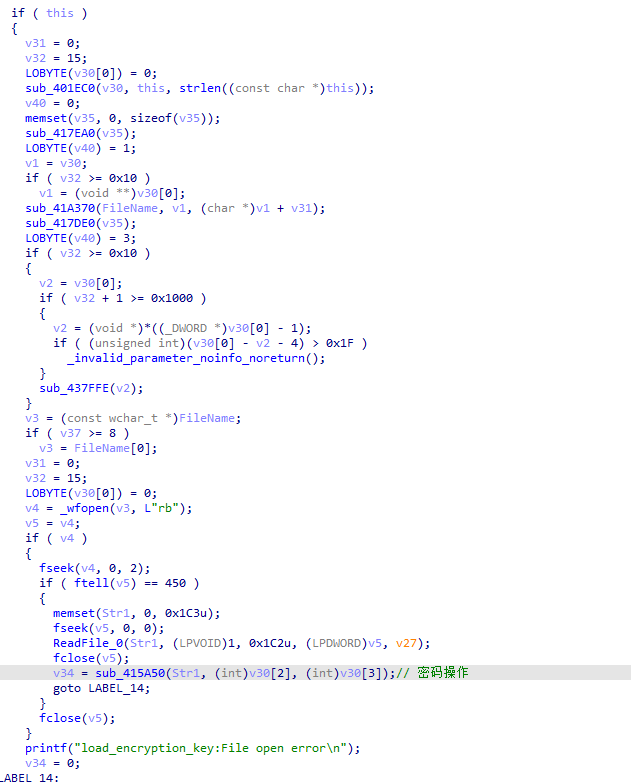 if ( this )
{
v31 = 0;
v32 = 15;
LOBYTE(v30[0]) = 0;
sub_401EC0(v30, this, strlen((const char *)this));
v40 = 0;
memset(v35, 0, sizeof(v35));
sub_417EA0(v35);
LOBYTE(v40) = 1;
v1 = v30;
if ( v32 >= 0x10 )
v1 = (void **)v30[0];
sub_41A370(FileName, v1, (char *)v1 + v31);
sub_417DE0(v35);
LOBYTE(v40) = 3;
if ( v32 >= 0x10 )
{
v2 = v30[0];
if ( v32 + 1 >= 0x1000 )
{
v2 = (void *)*((_DWORD *)v30[0] - 1);
if ( (unsigned int)(v30[0] - v2 - 4) > 0x1F )
_invalid_parameter_noinfo_noreturn();
}
sub_437FFE(v2);
}
v3 = (const wchar_t *)FileName;
if ( v37 >= 8 )
v3 = FileName[0];
v31 = 0;
v32 = 15;
LOBYTE(v30[0]) = 0;
v4 = _wfopen(v3, L"rb");
v5 = v4;
if ( v4 )
{
fseek(v4, 0, 2);
if ( ftell(v5) == 450 )
{
memset(Str1, 0, 0x1C3u);
fseek(v5, 0, 0);
ReadFile_0(Str1, (LPVOID)1, 0x1C2u, (LPDWORD)v5, v27);
fclose(v5);
v34 = sub_415A50(Str1, (int)v30[2], (int)v30[3]);// 密码操作
goto LABEL_14;
}
fclose(v5);
}
printf("load_encryption_key:File open error\n");
v34 = 0;
LABEL_14: